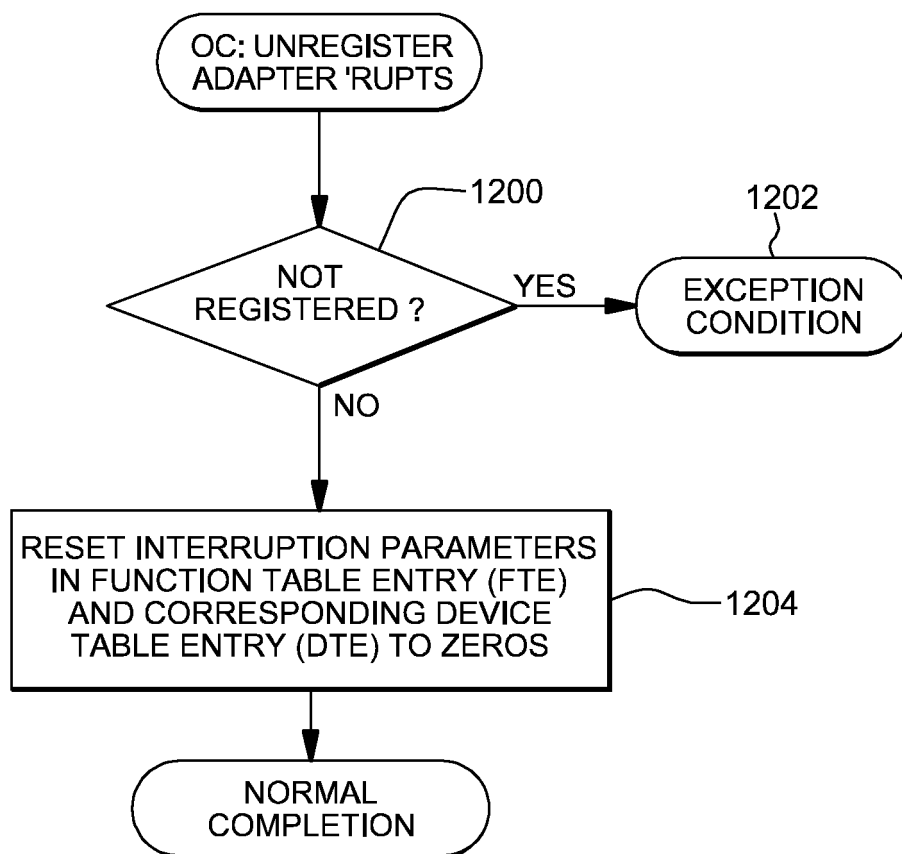 OC: UNREGISTER
ADAPTER 'RUPTS
1200
1202
NOT
REGISTERED ?
YES
EXCEPTION
CONDITION
NO
RESET INTERRUPTION PARAMETERS
IN FUNCTION TABLE ENTRY (FTE)
AND CORRESPONDING DEVICE
TABLE ENTRY (DTE) TO ZEROS
1204
NORMAL
COMPLETION